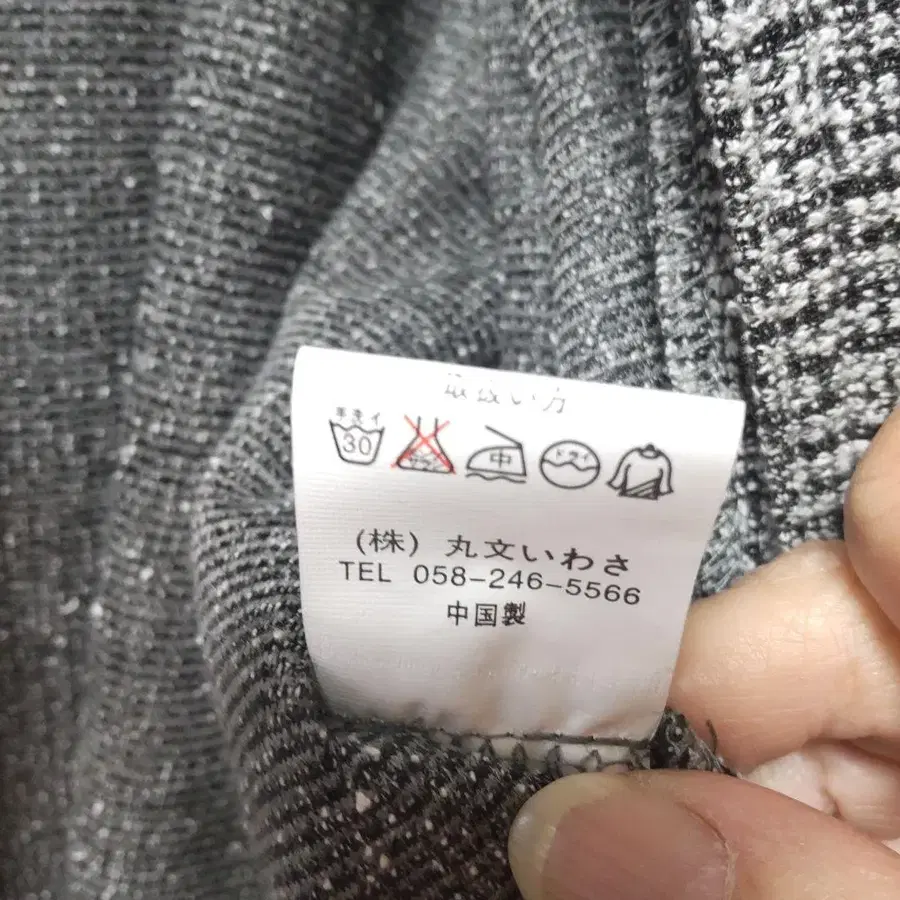 取扱い方
手洗イ
30
中
ドライ
(株) 丸文いわさ
TEL 058-246-5566
中国製